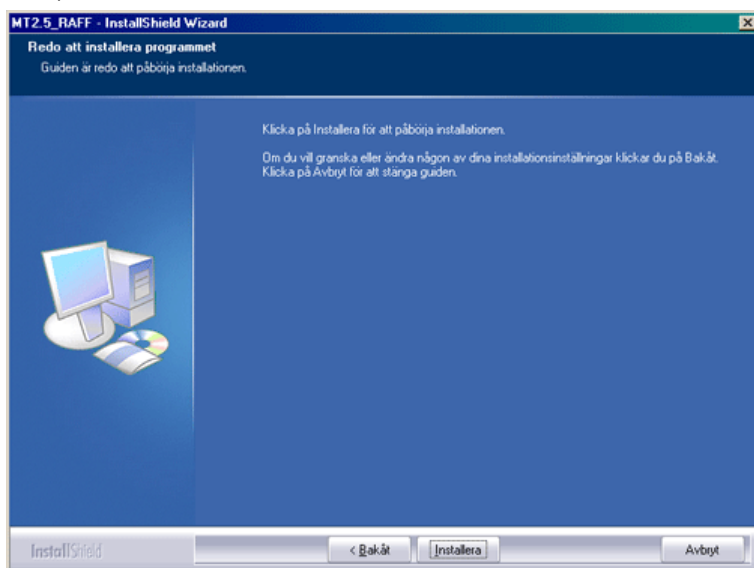 MT2.5_RAFF - InstallShield Wizard
Redo att installera programmet
Guiden är redo att påbörja installationen.
Klicka på Installera för att påbörja installationen.
Om du vill granska eller ändra någon av dina installationsinställningar klickar du på Bakåt.
Klicka på Avbryt för att stänga guiden.
InstallShield
< Bakåt
Installera
Avbryt